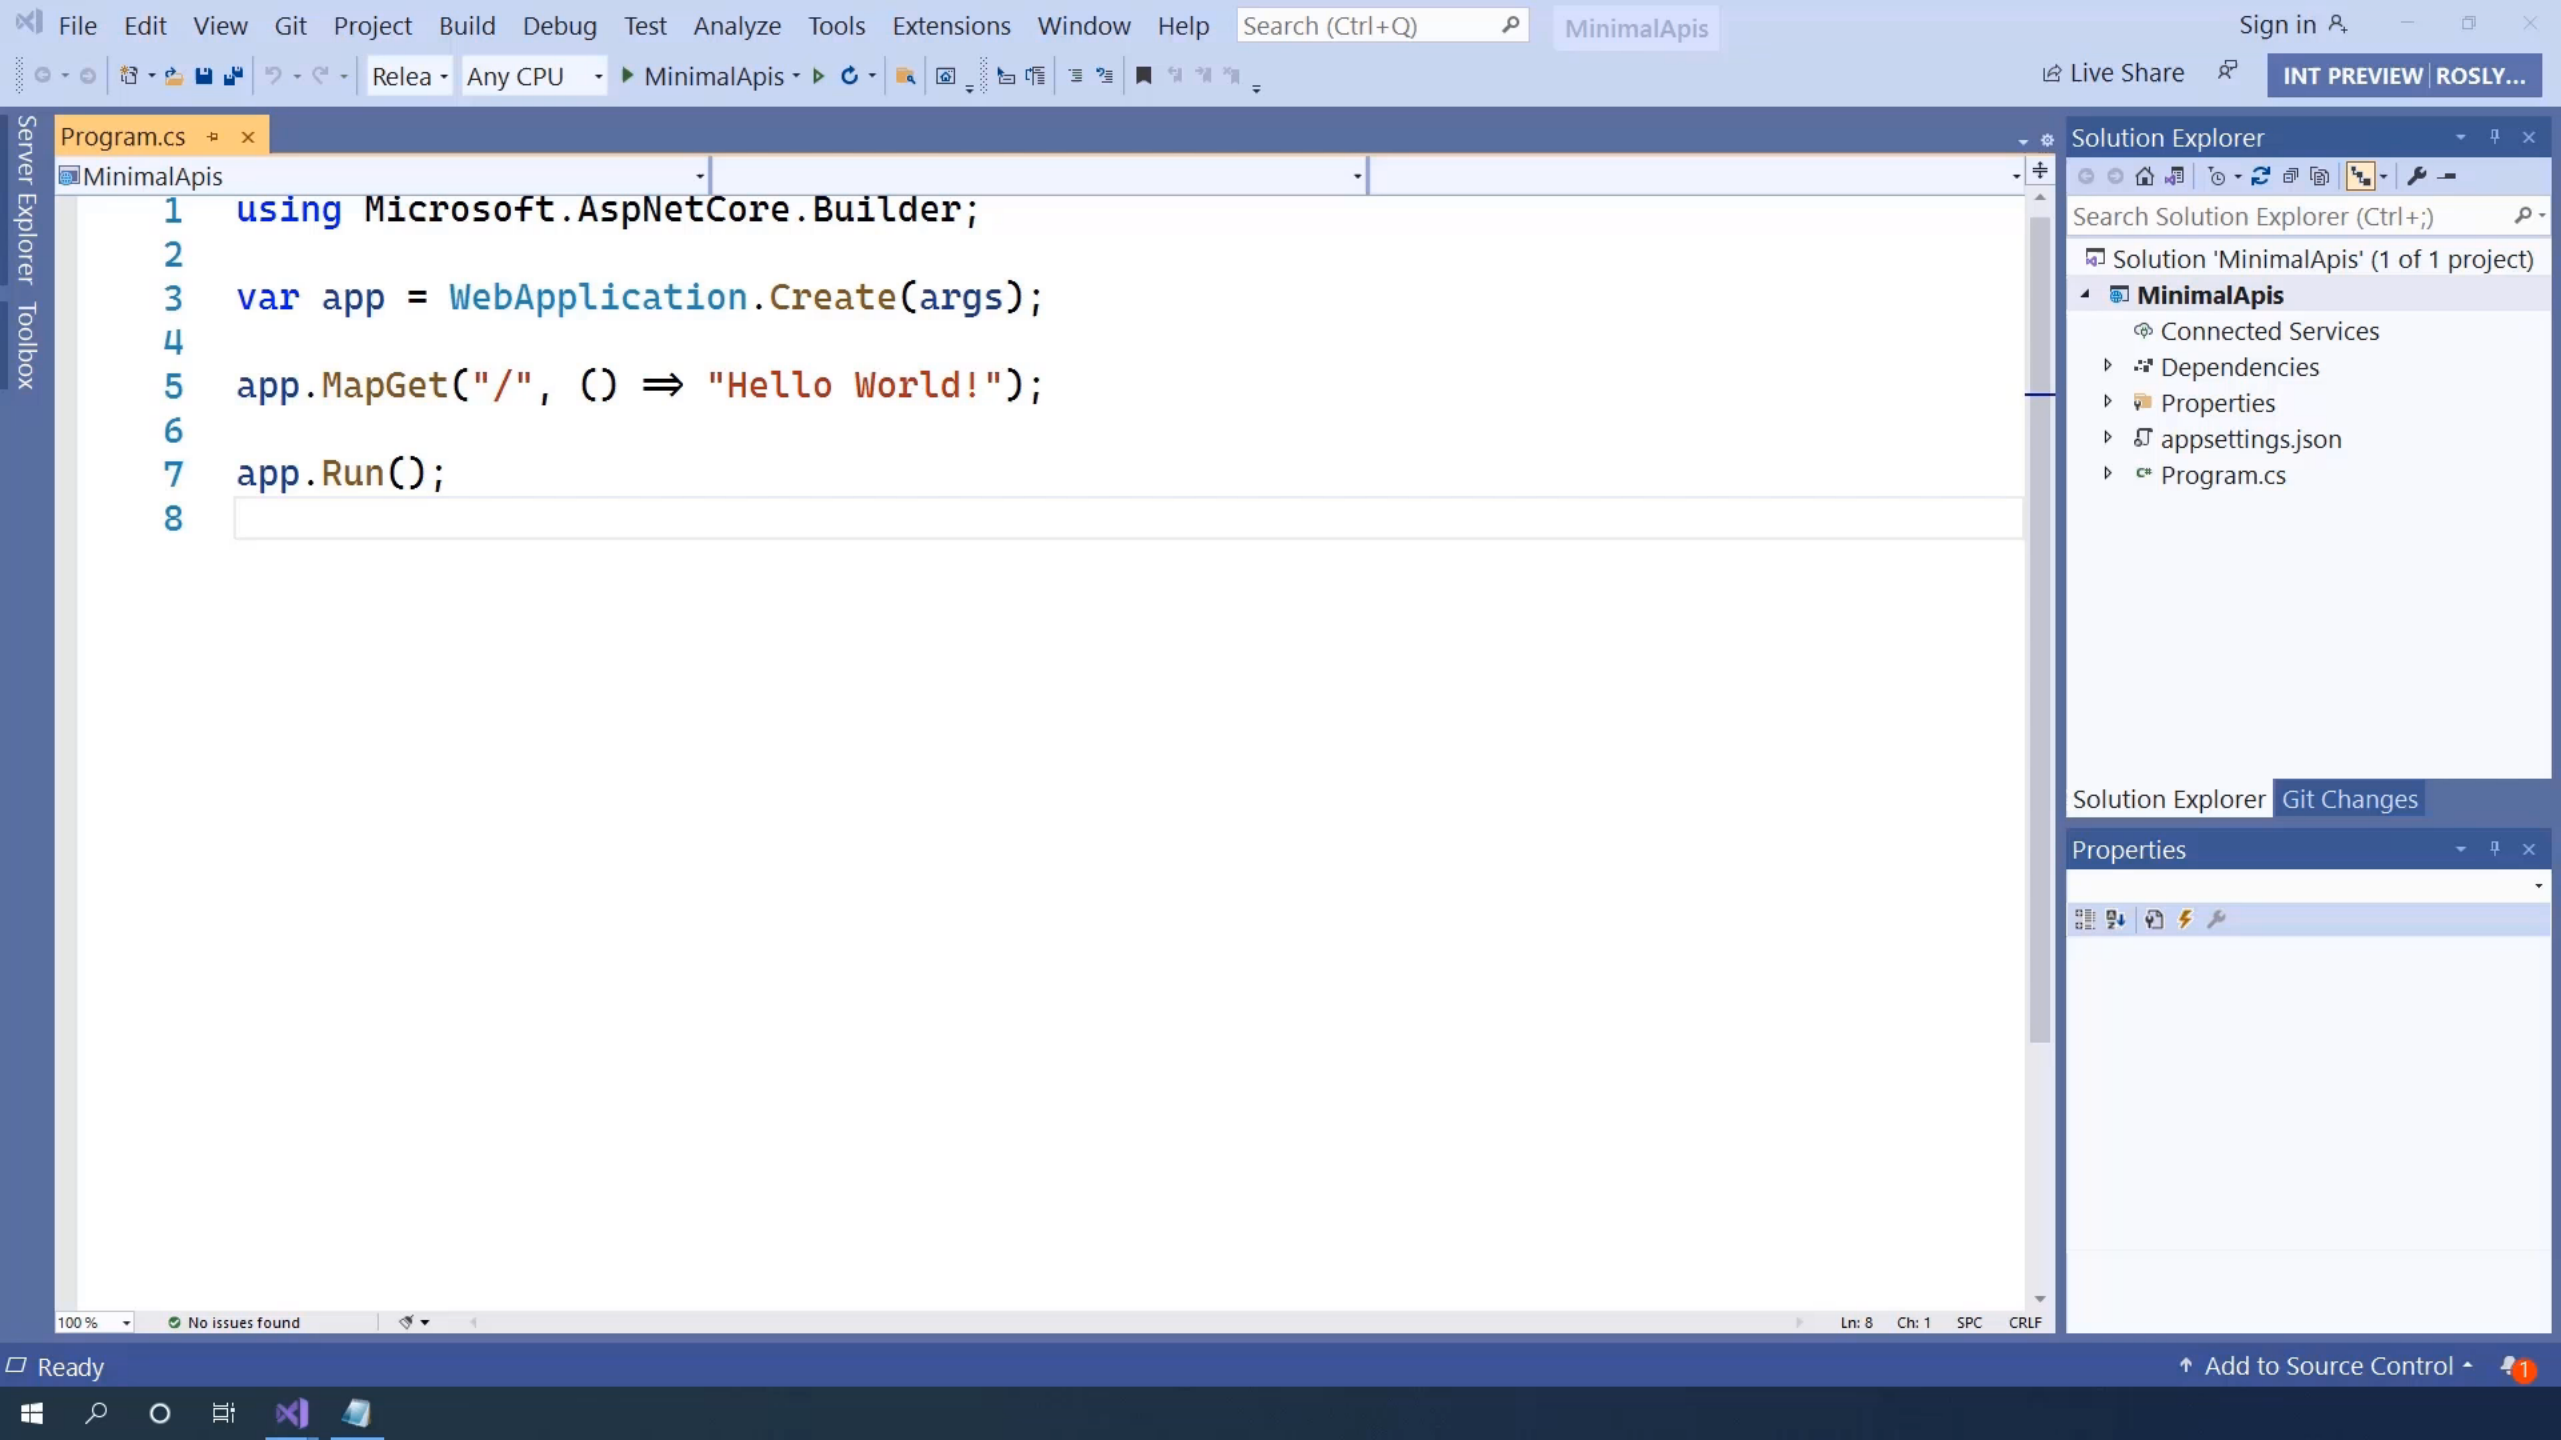 File Edit View Git Project Build Debug Test Analyze Tools Extensions Window Help Search (Ctrl+Q) MinimalApis Sign in
Relea Any CPU MinimalApis Live Share INT PREVIEW ROSLY...
Server Explorer
Toolbox
Program.cs
MinimalApis
1 using Microsoft.AspNetCore.Builder;
2
3 var app = WebApplication.Create(args);
4
5 app.MapGet("/", () => "Hello World!");
6
7 app.Run();
8
100 % No issues found Ln: 8 Ch: 1 SPC CRLF
Solution Explorer
Search Solution Explorer (Ctrl+;)
Solution 'MinimalApis' (1 of 1 project)
MinimalApis
Connected Services
Dependencies
Properties
appsettings.json
C# Program.cs
Solution Explorer Git Changes
Properties
Ready Add to Source Control 1